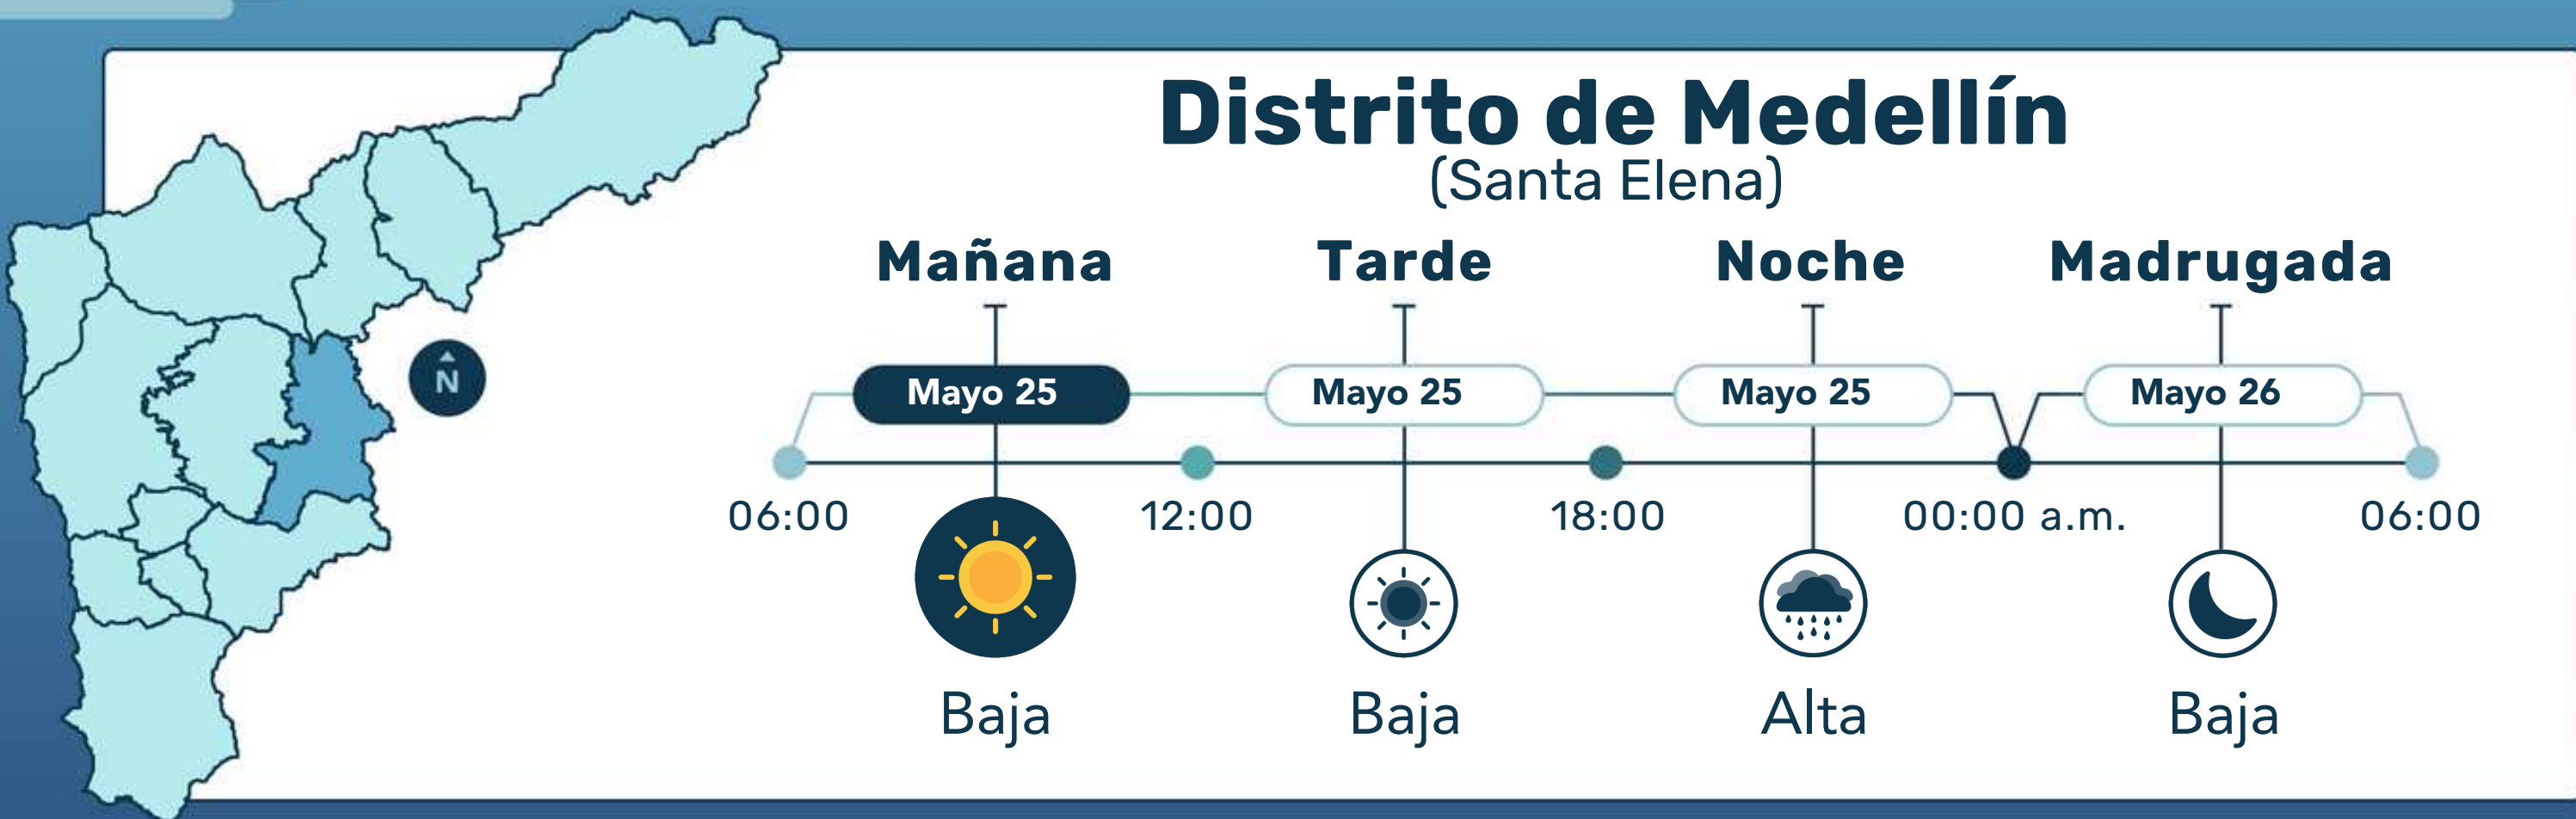 Distrito de Medellín
(Santa Elena)
Mañana Tarde Noche Madrugada
N
Mayo 25 Mayo 25 Mayo 25 Mayo 26
06:00 12:00 18:00 00:00 a.m. 06:00
Baja Baja Alta Baja